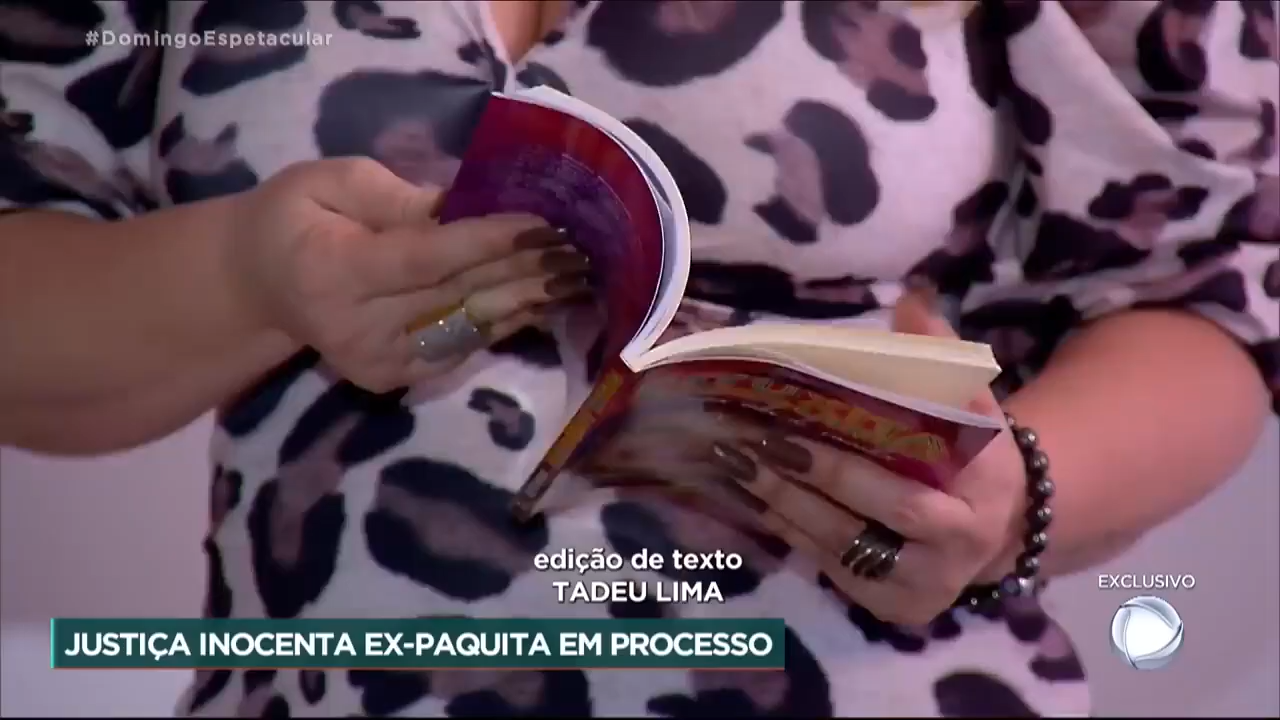 #DomingoEspetacular
edição de texto
TADEU LIMA
EXCLUSIVO
JUSTIÇA INOCENTA EX-PAQUITA EM PROCESSO